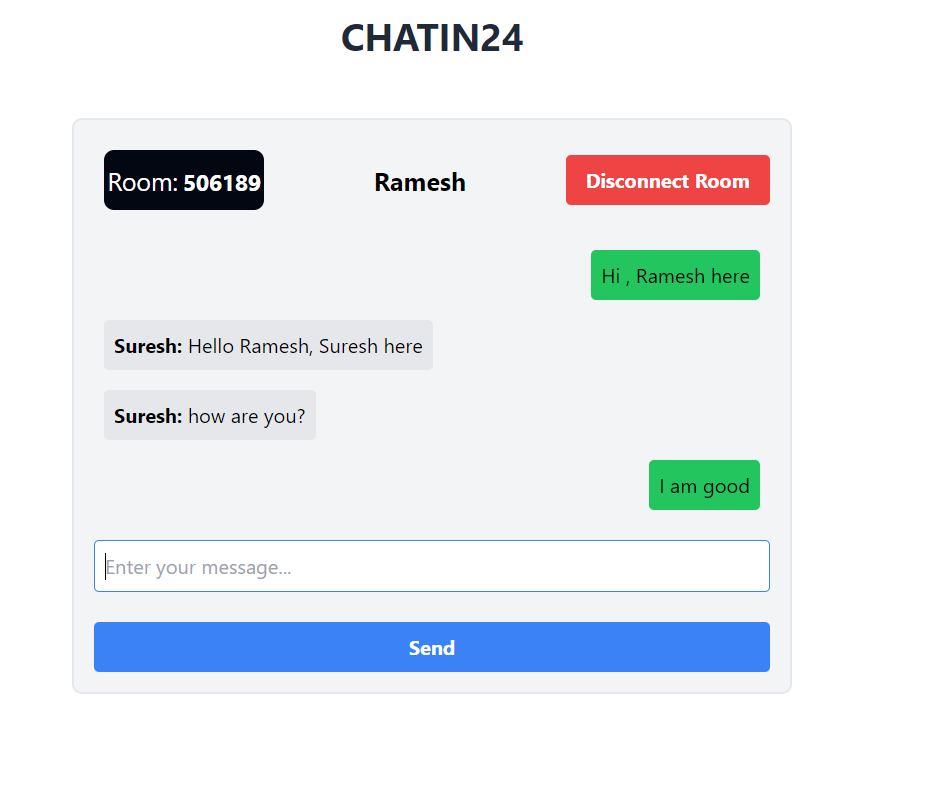 CHATIN24
Room: 506189
Ramesh
Disconnect Room
Hi , Ramesh here
Suresh: Hello Ramesh, Suresh here
Suresh: how are you?
I am good
Enter your message...
Send